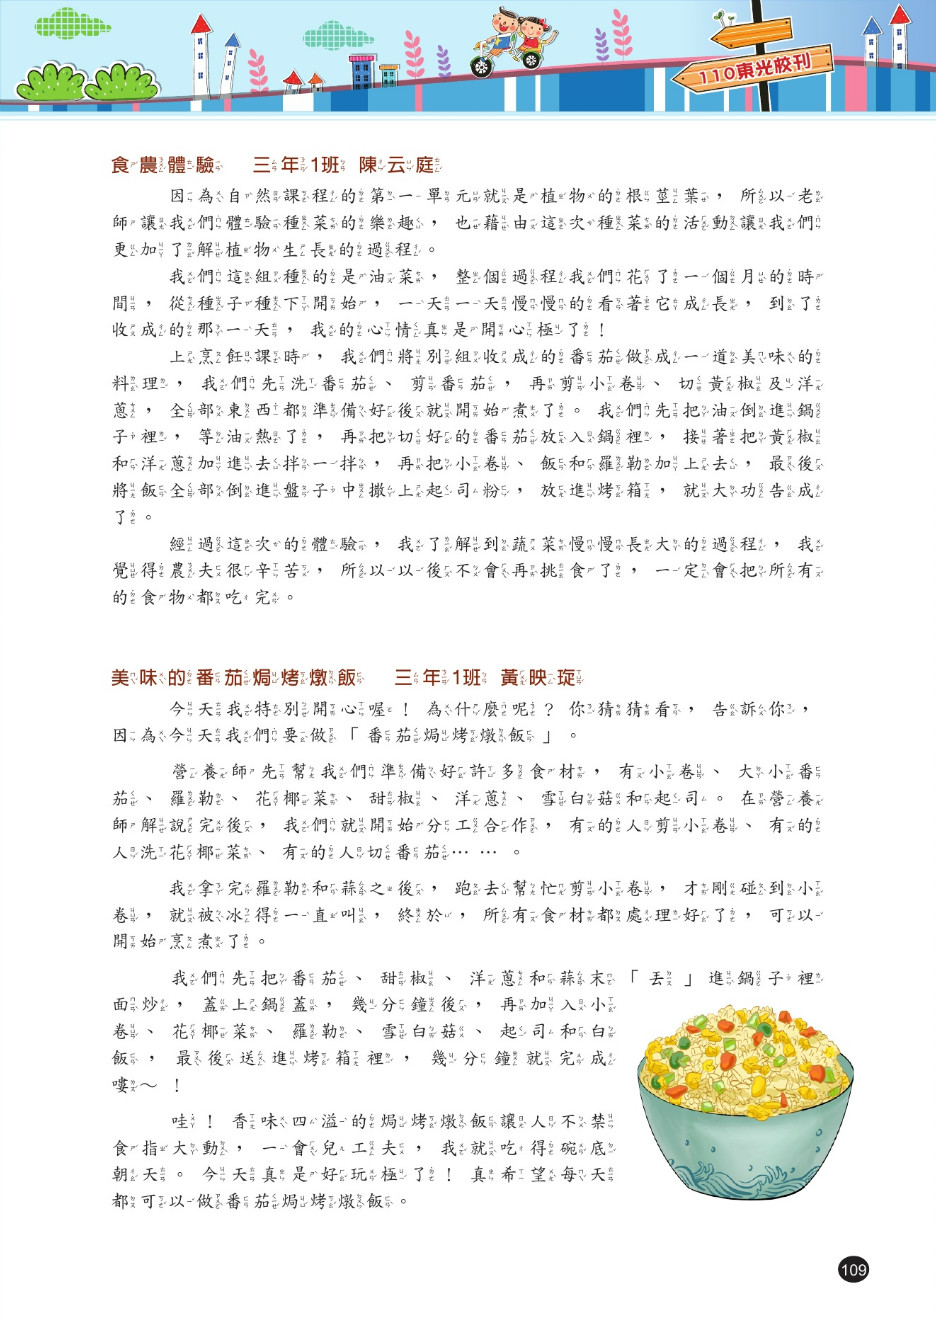 110東光校刊
食農體驗 三年1班 陳云庭
因為自然課程的第一單元就是植物的根莖葉，所以老
師讓我們體驗種菜的樂趣，也藉由這次種菜的活動讓我們
更加了解植物生長的過程。
我們這組種的是油菜，整個過程我們花了一個月的時
間，從種子種下開始，一天一天慢慢的看著它成長，到了
收成的那一天，我的心情真是開心極了！
上烹飪課時，我們將別組收成的番茄做成一道美味的
料理，我們先洗番茄、剪番茄，再剪小卷、切黃椒及洋
蔥，全部東西都準備好後就開始煮了。我們先把油倒進鍋
子裡，等油熱了，再把切好的番茄放入鍋裡，接著把黃椒
和洋蔥加進去拌一拌，再把小卷、飯和羅勒加上去，最後
將飯全部倒進盤子中撒上起司粉，放進烤箱，就大功告成
了。
經過這次的體驗，我了解到蔬菜慢慢長大的過程，我
覺得農夫很辛苦，所以以後不會再挑食了，一定會把所有
的食物都吃完。
美味的番茄焗烤燉飯 三年1班 黃映琁
今天我特別開心喔！為什麼呢？你猜猜看，告訴你，
因為今天我們要做「番茄焗烤燉飯」。
營養師先幫我們準備好許多食材，有小卷、大小番
茄、羅勒、花椰菜、甜椒、洋蔥、雪白菇和起司。在營養
師解說完後，我們就開始分工合作，有的人剪小卷、有的
人洗花椰菜、有的人切番茄……。
我拿完羅勒和蒜之後，跑去幫忙剪小卷，才剛碰到小
卷，就被冰得一直叫，終於，所有食材都處理好了，可以
開始烹煮了。
我們先把番茄、甜椒、洋蔥和蒜末「丟」進鍋子裡
面炒，蓋上鍋蓋，幾分鐘後，再加入小
卷、花椰菜、羅勒、雪白菇、起司和白
飯，最後送進烤箱裡，幾分鐘就完成
嘍～！
哇！香味四溢的焗烤燉飯讓人不禁
食指大動，一會兒工夫，我就吃得碗底
朝天。今天真是好玩極了！真希望每天
都可以做番茄焗烤燉飯。
109